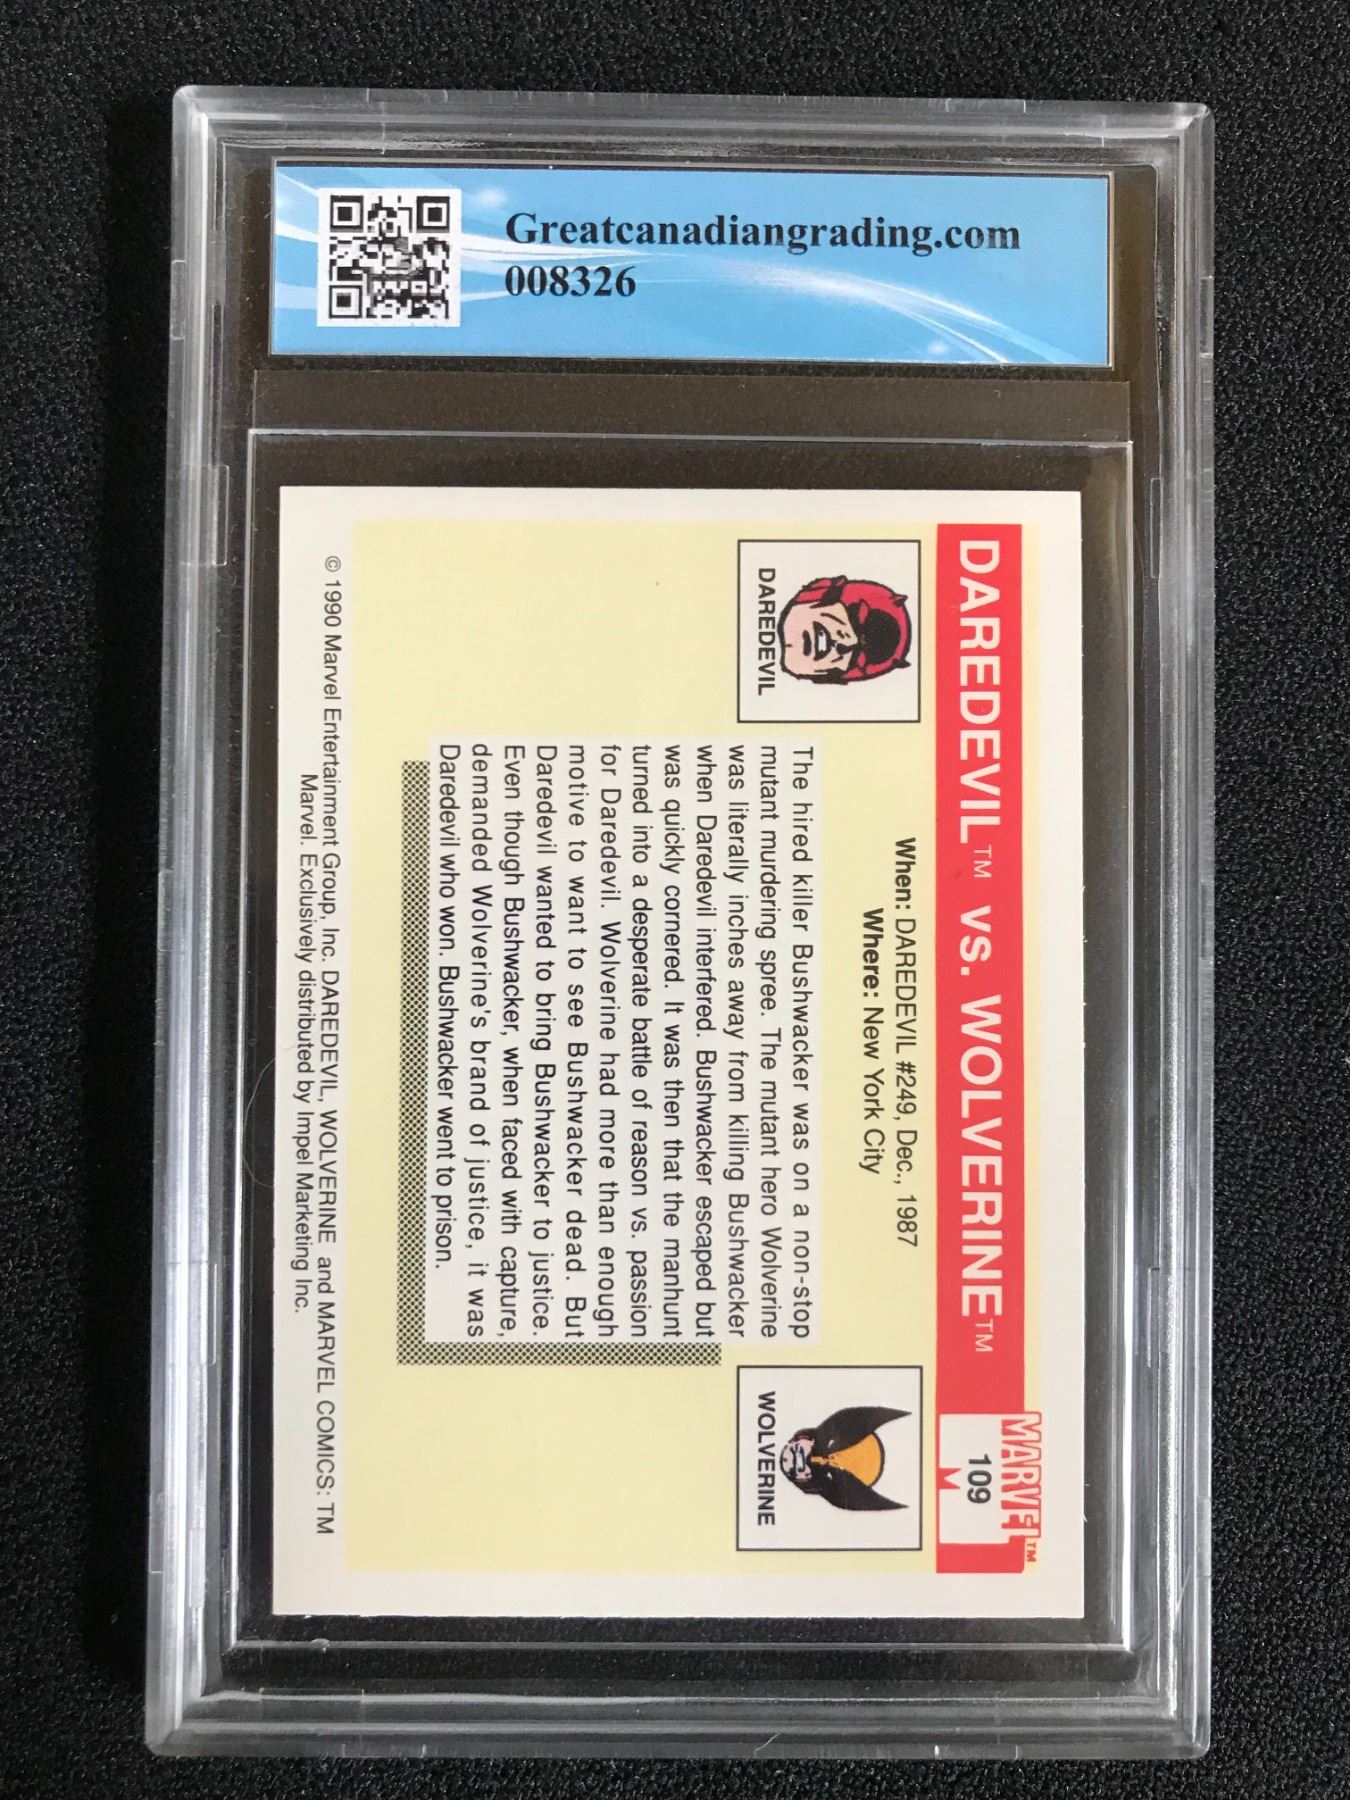 Greatcanadiangrading.com
008326
DAREDEVIL™ vs. WOLVERINE™
MARVEL™
109
When: DAREDEVIL #249, Dec., 1987
Where: New York City
DAREDEVIL
The hired killer Bushwacker was on a non-stop
mutant murdering spree. The mutant hero Wolverine
was literally inches away from killing Bushwacker
when Daredevil interfered. Bushwacker escaped but
was quickly cornered. It was then that the manhunt
turned into a desperate battle of reason vs. passion
for Daredevil. Wolverine had more than enough
motive to want to see Bushwacker dead. But
Daredevil wanted to bring Bushwacker to justice.
Even though Bushwacker, when faced with capture,
demanded Wolverine's brand of justice, it was
Daredevil who won. Bushwacker went to prison.
WOLVERINE
© 1990 Marvel Entertainment Group, Inc. DAREDEVIL, WOLVERINE and MARVEL COMICS: TM
Marvel. Exclusively distributed by Impel Marketing Inc.